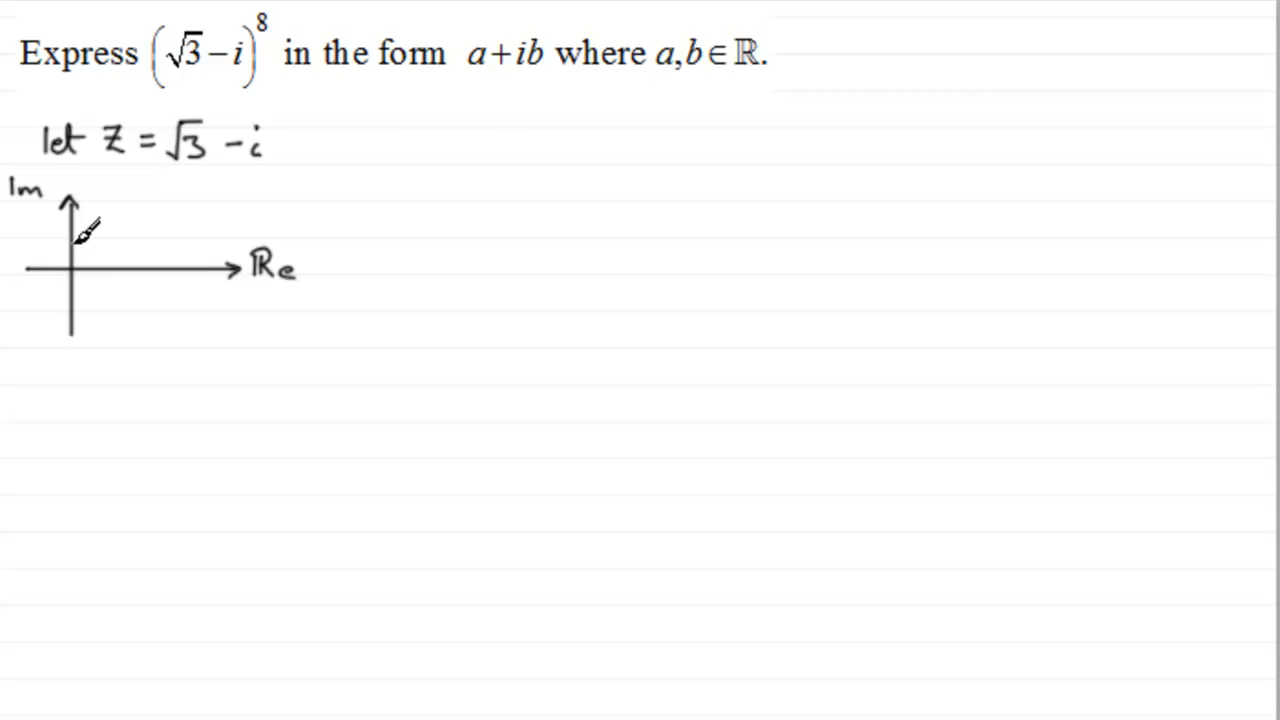 Express (√3 − i)⁸ in the form a + ib where a, b ∈ ℝ.
let z = √3 - i
Im
Re